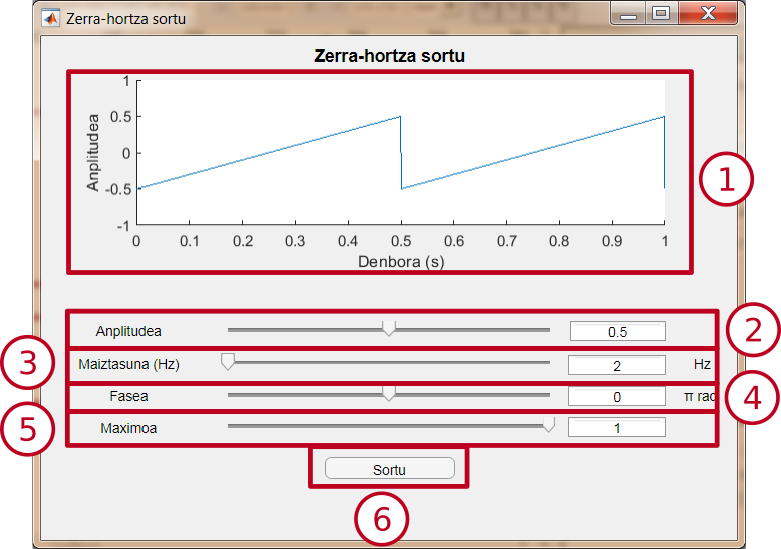 Zerra-hortza sortu
Zerra-hortza sortu
1
0.5
0
-0.5
-1
Anplitudea
0 0.1 0.2 0.3 0.4 0.5 0.6 0.7 0.8 0.9 1
Denbora (s)
1
Anplitudea 0.5
2
3
Maiztasuna (Hz) 2 Hz
Fasea 0 π rad
4
5
Maximoa 1
Sortu
6